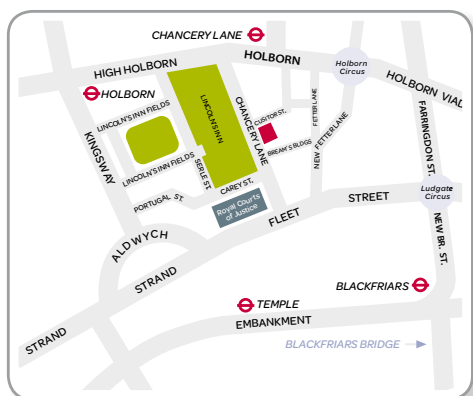 CHANCERY LANE
HIGH HOLBORN
HOLBORN
Holborn
Circus
HOLBORN VIAD
HOLBORN
LINCOLN'S INN FIELDS
LINCOLN'S INN
CHANCERY LANE
CUSITOR ST.
FETTER LANE
FARRINGDON ST.
KINGSWAY
BREAM'S BLDGS
NEW FETTER LANE
LINCOLN'S INN FIELDS
SERLE ST.
CAREY ST.
PORTUGAL ST.
Royal Courts
of Justice
FLEET
STREET
Ludgate
Circus
NEW BR. ST.
ALDWYCH
STRAND
BLACKFRIARS
TEMPLE
EMBANKMENT
STRAND
BLACKFRIARS BRIDGE